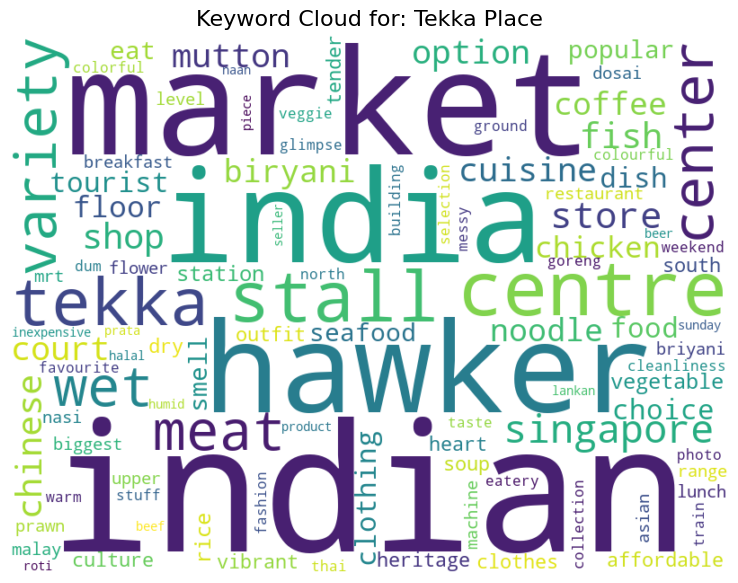 Keyword Cloud for: Tekka Place
eat
colorful
mutton
naan
tender
option
popular
dosai
market
level
piece
veggie
glimpse
ground
coffee
fish
colourful
center
variety
breakfast
tourist
biryani
building
selection
messy
cuisine
dish
restaurant
floor
india
store
beer
shop
seller
chicken
weekend
mrt
dum
flower
station
north
goreng
south
tekka
stall
centre
inexpensive
prata
outfit
seafood
noodle
food
sunday
court
halal
dry
smell
hawker
briyani
favourite
cleanliness
wet
humid
lankan
vegetable
chinese
nasi
meat
product
taste
choice
singapore
biggest
clothing
heart
photo
indian
upper
soup
eatery
range
warm
stuff
fashion
machine
collection
asian
lunch
train
prawn
beef
rice
malay
culture
vibrant
thai
heritage
clothes
affordable
roti